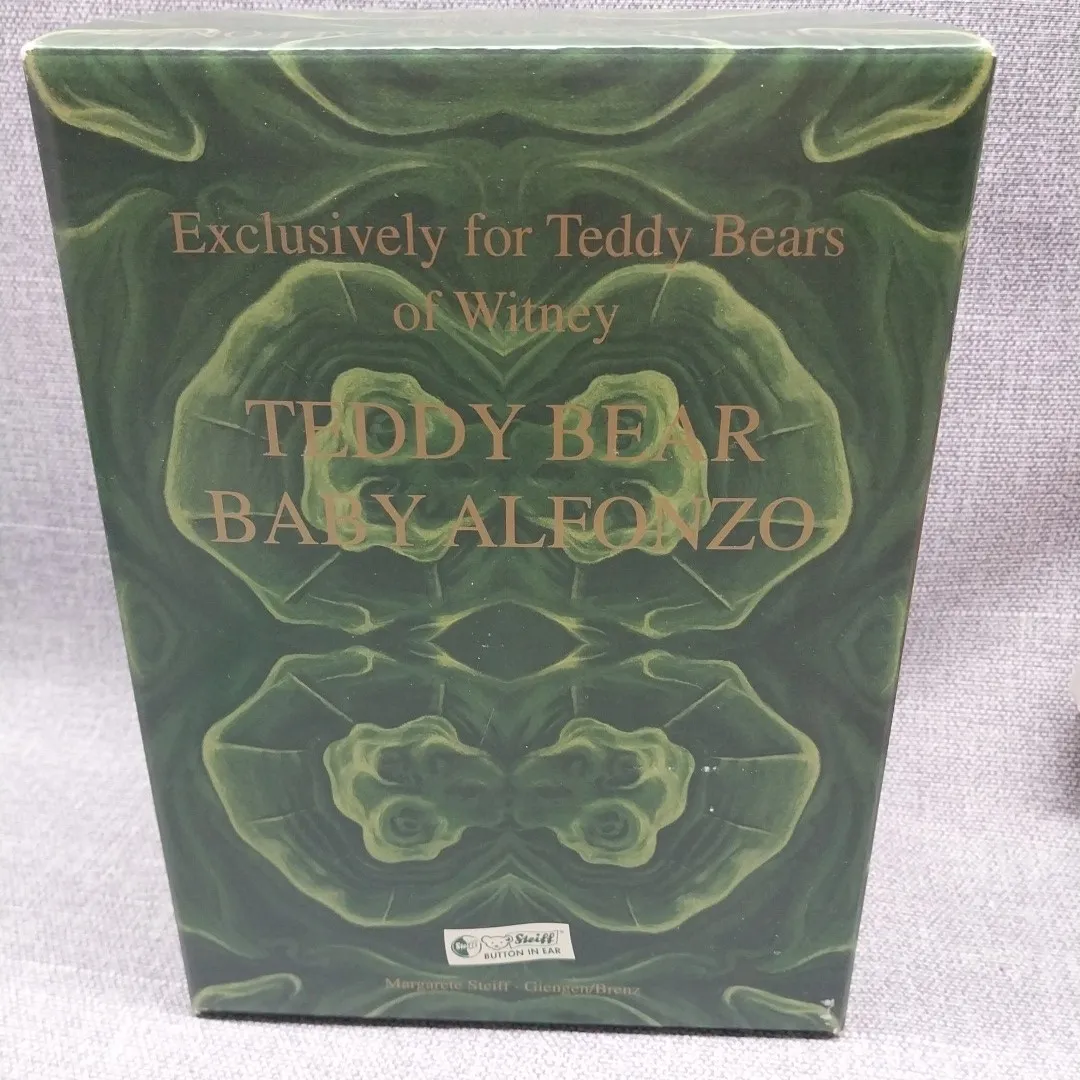 Exclusively for Teddy Bears
of Witney
TEDDY BEAR
BABY ALFONZO
Steiff
BUTTON IN EAR
Margarete Steiff · Giengen/Brenz